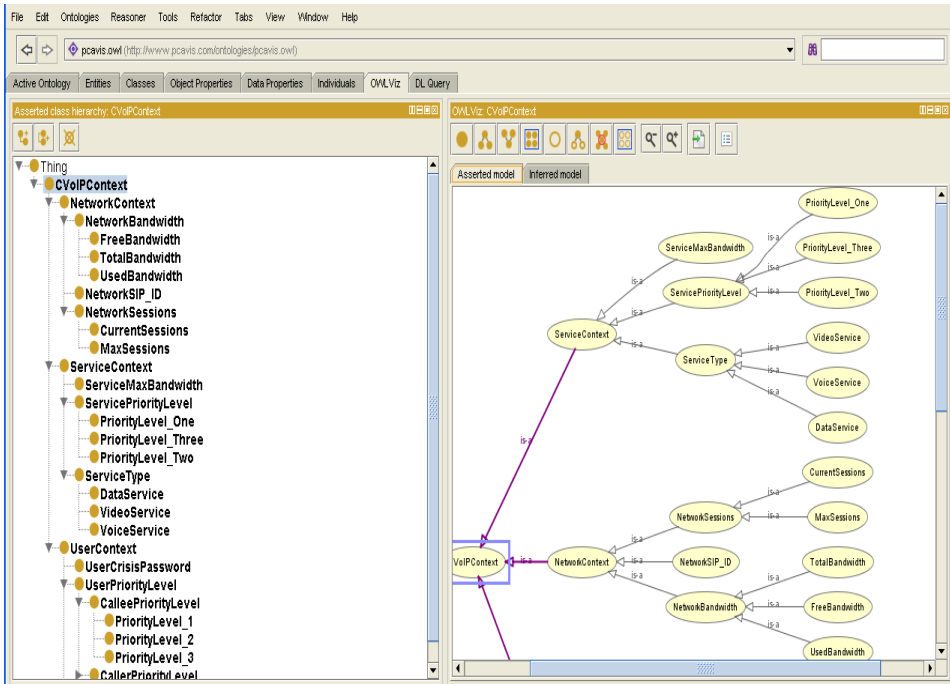 File Edit Ontologies Reasoner Tools Refactor Tabs View Window Help
pcavis.owl (http://www.pcavis.com/ontologies/pcavis.owl)
Active Ontology Entities Classes Object Properties Data Properties Individuals OWLViz DL Query
Asserted class hierarchy: CVoIPContext
Thing
CVoIPContext
NetworkContext
NetworkBandwidth
FreeBandwidth
TotalBandwidth
UsedBandwidth
NetworkSIP_ID
NetworkSessions
CurrentSessions
MaxSessions
ServiceContext
ServiceMaxBandwidth
ServicePriorityLevel
PriorityLevel_One
PriorityLevel_Three
PriorityLevel_Two
ServiceType
DataService
VideoService
VoiceService
UserContext
UserCrisisPassword
UserPriorityLevel
CalleePriorityLevel
PriorityLevel_1
PriorityLevel_2
PriorityLevel_3
CallerPriorityLevel
OWLViz: CVoIPContext
Asserted model Inferred model
PriorityLevel_One
is-a
ServiceMaxBandwidth
PriorityLevel_Three
is-a
is-a
ServicePriorityLevel
is-a
PriorityLevel_Two
is-a
ServiceContext
is-a
VideoService
is-a
ServiceType
is-a
VoiceService
is-a
DataService
is-a
CurrentSessions
is-a
NetworkSessions
is-a
MaxSessions
is-a
VoIPContext
is-a
NetworkContext
is-a
NetworkSIP_ID
TotalBandwidth
is-a
is-a
NetworkBandwidth
is-a
FreeBandwidth
is-a
UsedBandwidth